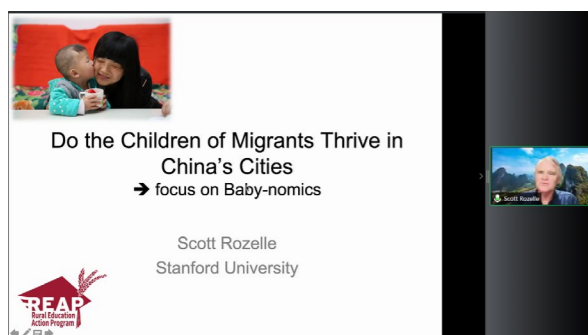 Do the Children of Migrants Thrive in
China's Cities
➔ focus on Baby-nomics
Scott Rozelle
Stanford University
REAP
Rural Education
Action Program
Scott Rozelle